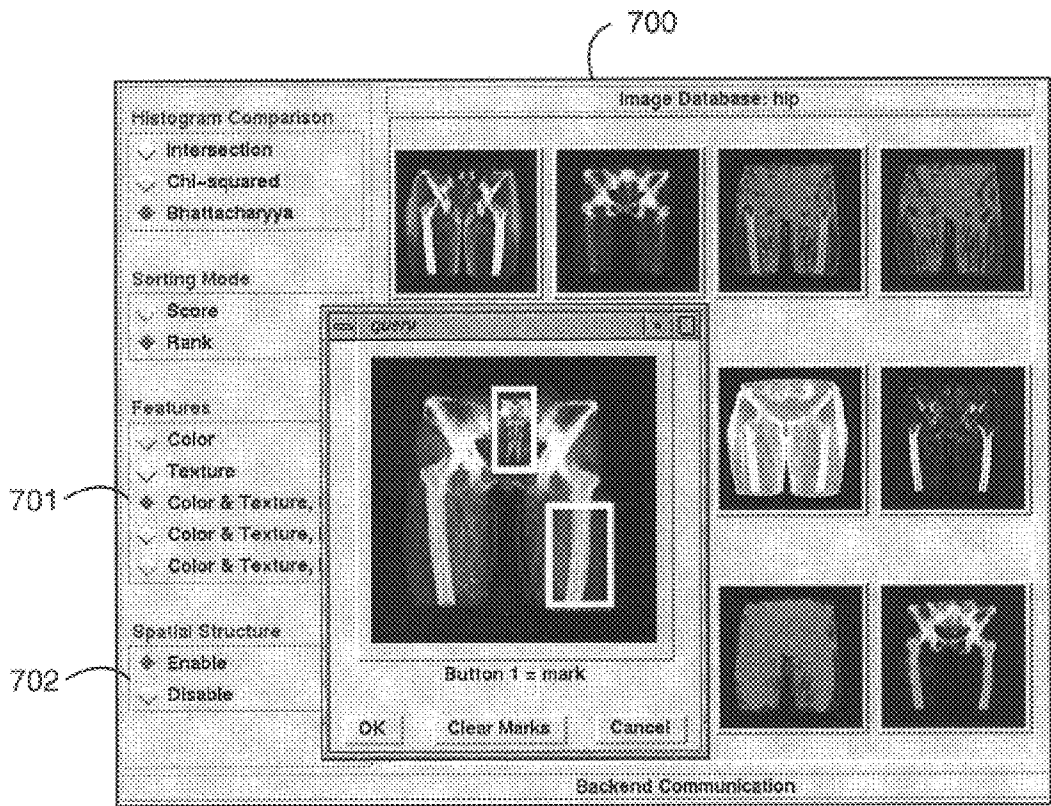 700
Image Database: hip
Histogram Comparison
Intersection
Chi-squared
Bhattacharyya
Sorting Mode
Score
Rank
query
Features
Color
Texture
701
Color & Texture,
Color & Texture,
Color & Texture,
Spatial Structure
702
Enable
Disable
Button 1 = mark
OK Clear Marks Cancel
Backend Communication